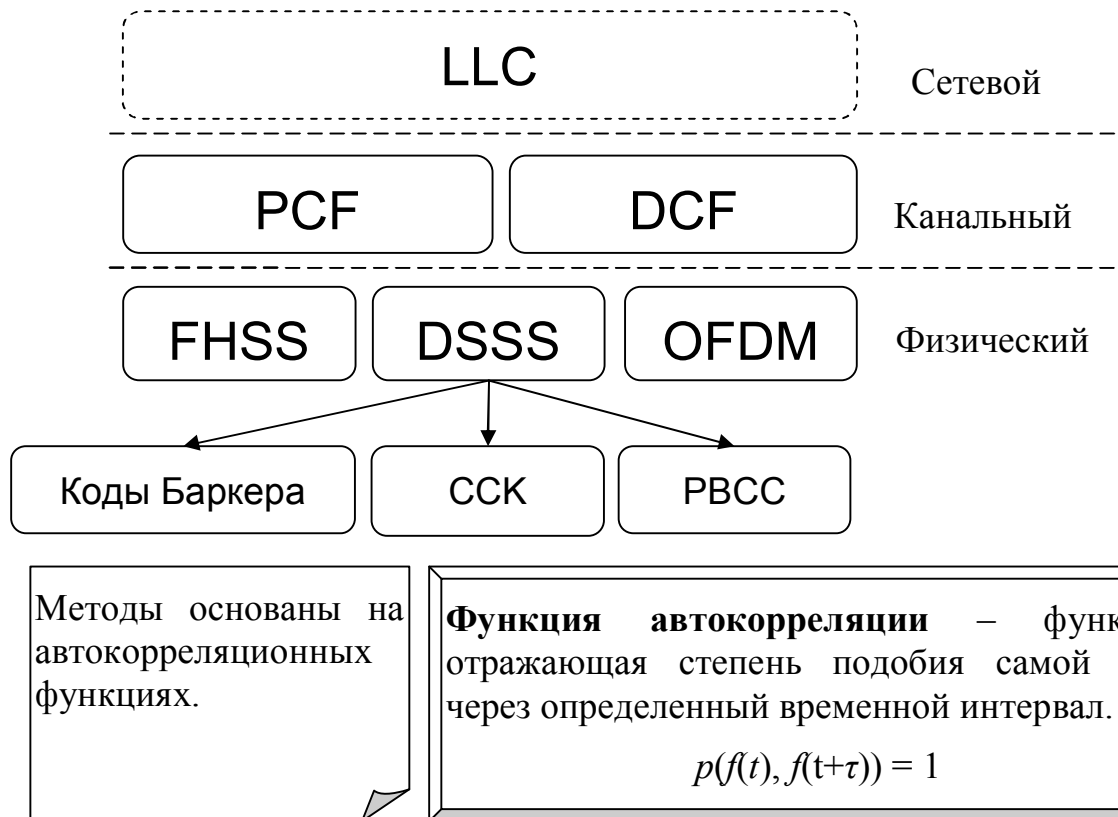 LLC
Сетевой
PCF
DCF
Канальный
FHSS
DSSS
OFDM
Физический
Коды Баркера
CCK
PBCC
Методы основаны на
автокорреляционных
функциях.
Функция автокорреляции –
отражающая степень подобия самой
через определенный временной интервал.
p(f(t), f(t+τ)) = 1